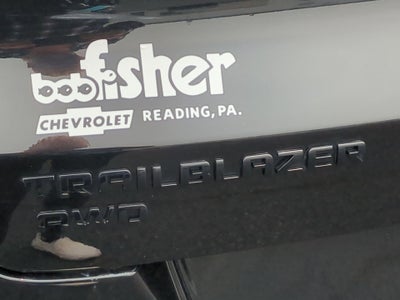 bobfisher
CHEVROLET READING, PA.
TRAILBLAZER
AWD